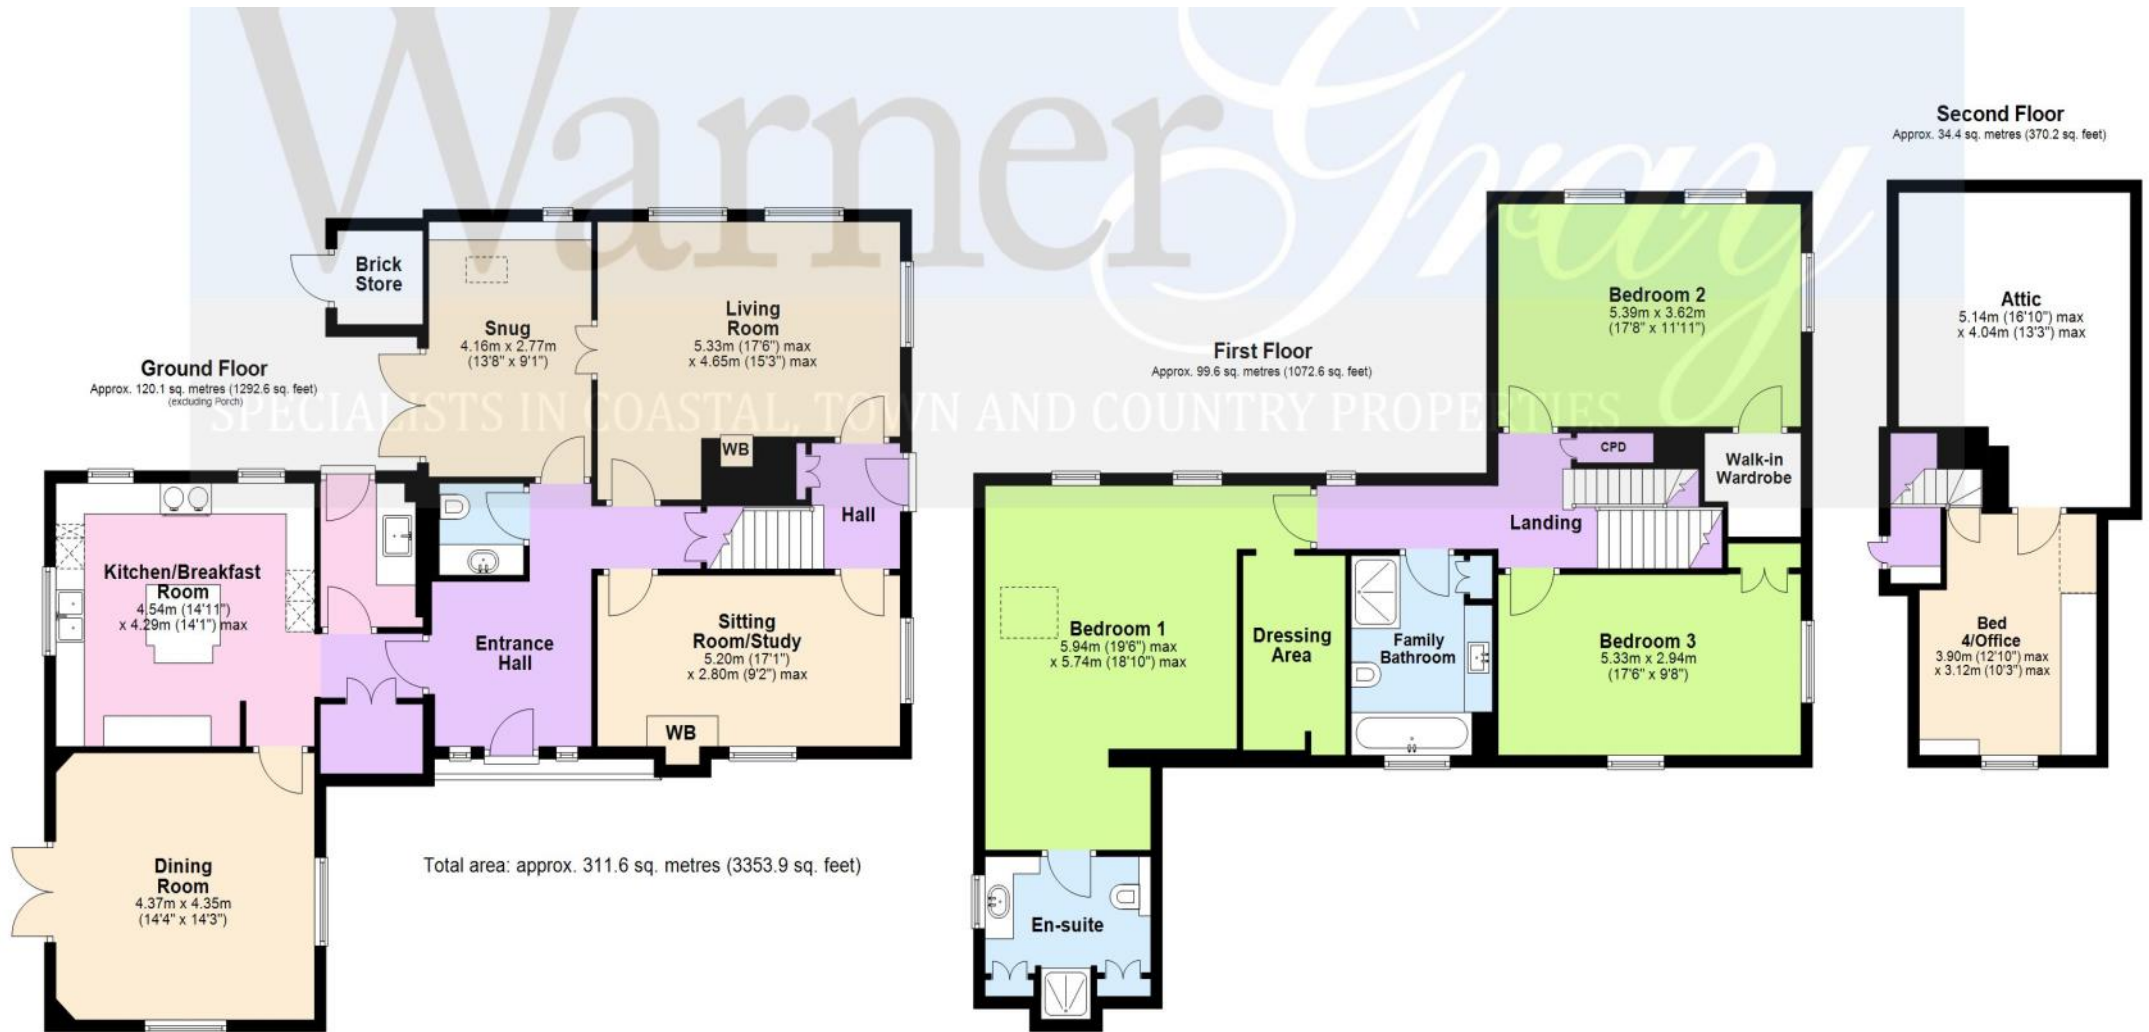 Warner
Gray
SPECIALISTS IN COASTAL, TOWN AND COUNTRY PROPERTIES
Ground Floor
Approx. 120.1 sq. metres (1292.6 sq. feet)
(excluding Porch)
Brick
Store
Snug
4.16m x 2.77m
(13'8" x 9'1")
Living
Room
5.33m (17'6") max
x 4.65m (15'3") max
WB
Hall
Kitchen/Breakfast
Room
4.54m (14'11")
x 4.29m (14'1") max
Entrance
Hall
Sitting
Room/Study
5.20m (17'1")
x 2.80m (9'2") max
WB
Dining
Room
4.37m x 4.35m
(14'4" x 14'3")
Total area: approx. 311.6 sq. metres (3353.9 sq. feet)
First Floor
Approx. 99.6 sq. metres (1072.6 sq. feet)
Bedroom 2
5.39m x 3.62m
(17'8" x 11'11")
CPD
Walk-in
Wardrobe
Landing
Bedroom 1
5.94m (19'6") max
x 5.74m (18'10") max
Dressing
Area
Family
Bathroom
Bedroom 3
5.33m x 2.94m
(17'6" x 9'8")
En-suite
Second Floor
Approx. 34.4 sq. metres (370.2 sq. feet)
Attic
5.14m (16'10") max
x 4.04m (13'3") max
Bed
4/Office
3.90m (12'10") max
x 3.12m (10'3") max